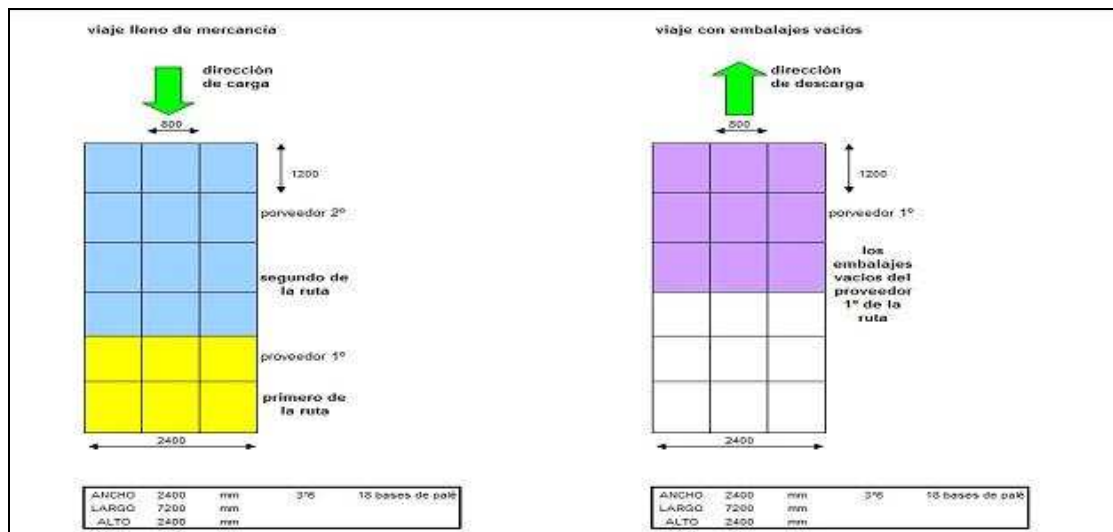 viaje lleno de mercancía
dirección
de carga
800
1200
porveedor 2º
segundo de
la ruta
proveedor 1º
primero de
la ruta
2400
ANCHO 2400 mm 3*6 18 bases de palé
LARGO 7200 mm
ALTO 2400 mm
viaje con embalajes vacios
dirección
de descarga
800
1200
porveedor 1º
los
embalajes
vacios del
proveedor
1º de la
ruta
2400
ANCHO 2400 mm 3*6 18 bases de palé
LARGO 7200 mm
ALTO 2400 mm